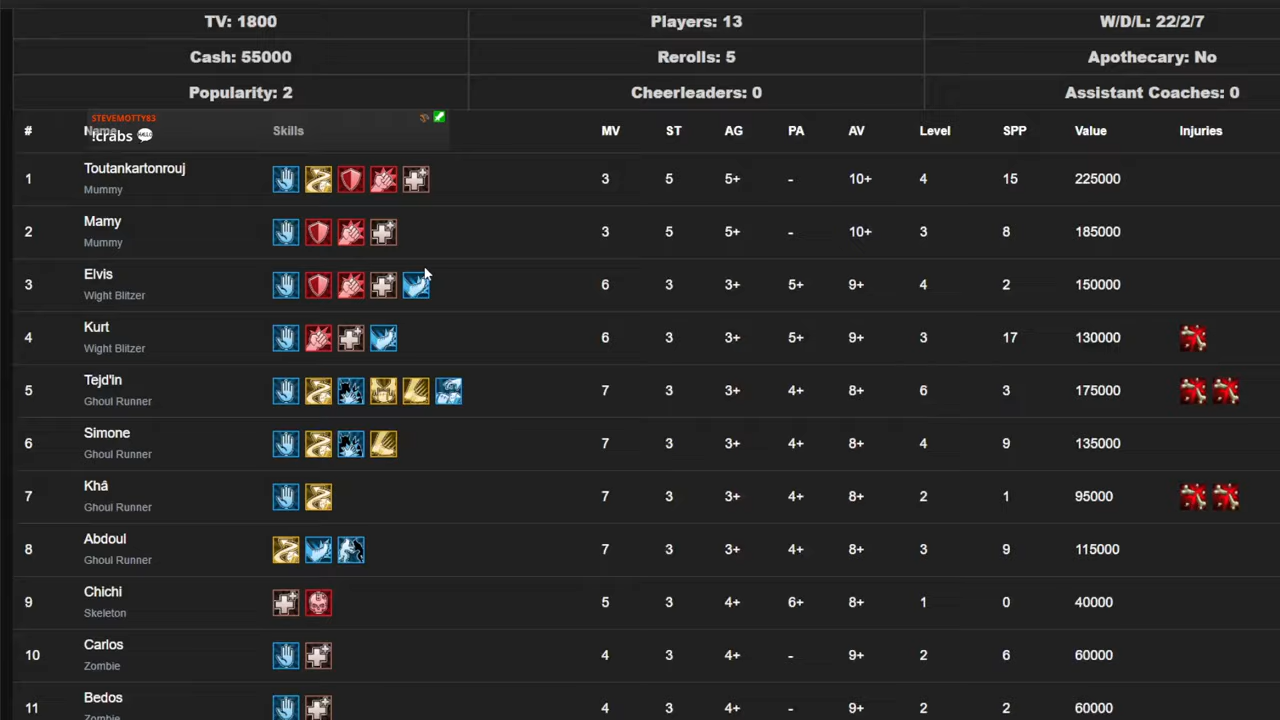 TV: 1800 Players: 13 W/D/L: 22/2/7
Cash: 55000 Rerolls: 5 Apothecary: No
Popularity: 2 Cheerleaders: 0 Assistant Coaches: 0
STEVEMOTTY83
!crabs
# Name Skills MV ST AG PA AV Level SPP Value Injuries
1 Toutankartonrouj 3 5 5+ - 10+ 4 15 225000
Mummy
2 Mamy 3 5 5+ - 10+ 3 8 185000
Mummy
3 Elvis 6 3 3+ 5+ 9+ 4 2 150000
Wight Blitzer
4 Kurt 6 3 3+ 5+ 9+ 3 17 130000
Wight Blitzer
5 Tejd'in 7 3 3+ 4+ 8+ 6 3 175000
Ghoul Runner
6 Simone 7 3 3+ 4+ 8+ 4 9 135000
Ghoul Runner
7 Khâ 7 3 3+ 4+ 8+ 2 1 95000
Ghoul Runner
8 Abdoul 7 3 3+ 4+ 8+ 3 9 115000
Ghoul Runner
9 Chichi 5 3 4+ 6+ 8+ 1 0 40000
Skeleton
10 Carlos 4 3 4+ - 9+ 2 6 60000
Zombie
11 Bedos 4 3 4+ - 9+ 2 2 60000
Zombie